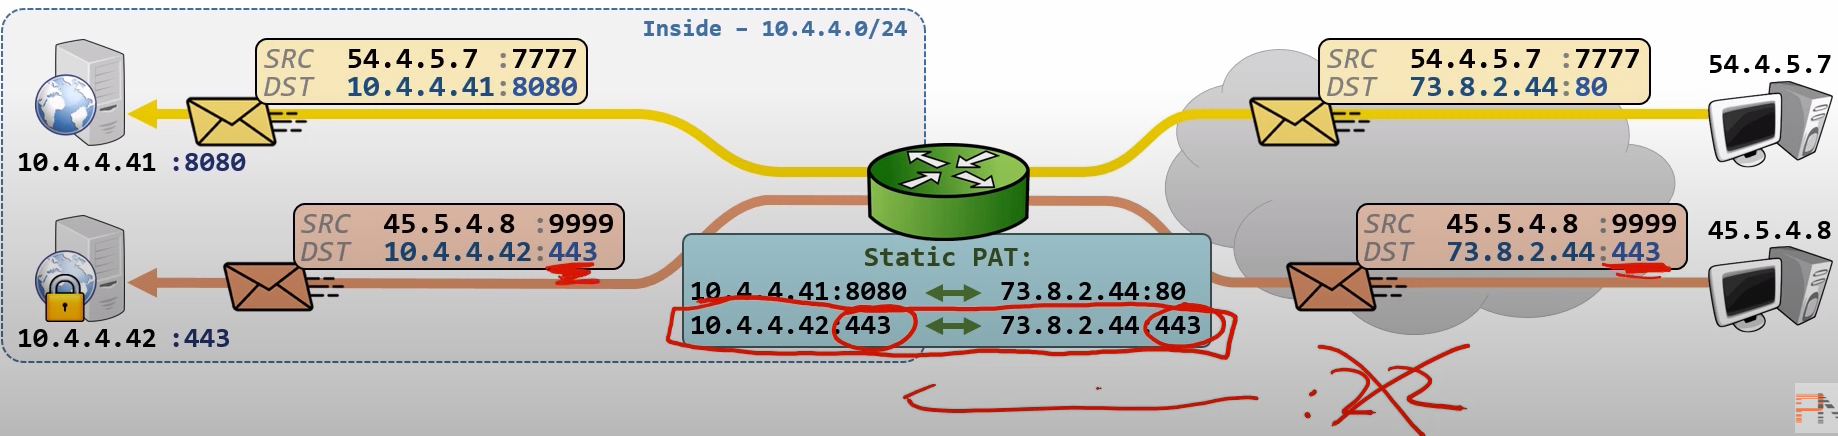 Inside – 10.4.4.0/24
SRC 54.4.5.7 :7777
DST 10.4.4.41:8080
10.4.4.41 :8080
SRC 45.5.4.8 :9999
DST 10.4.4.42:443
10.4.4.42 :443
Static PAT:
10.4.4.41:8080 73.8.2.44:80
10.4.4.42:443 73.8.2.44:443
SRC 54.4.5.7 :7777
DST 73.8.2.44:80
54.4.5.7
SRC 45.5.4.8 :9999
DST 73.8.2.44:443
45.5.4.8
:22